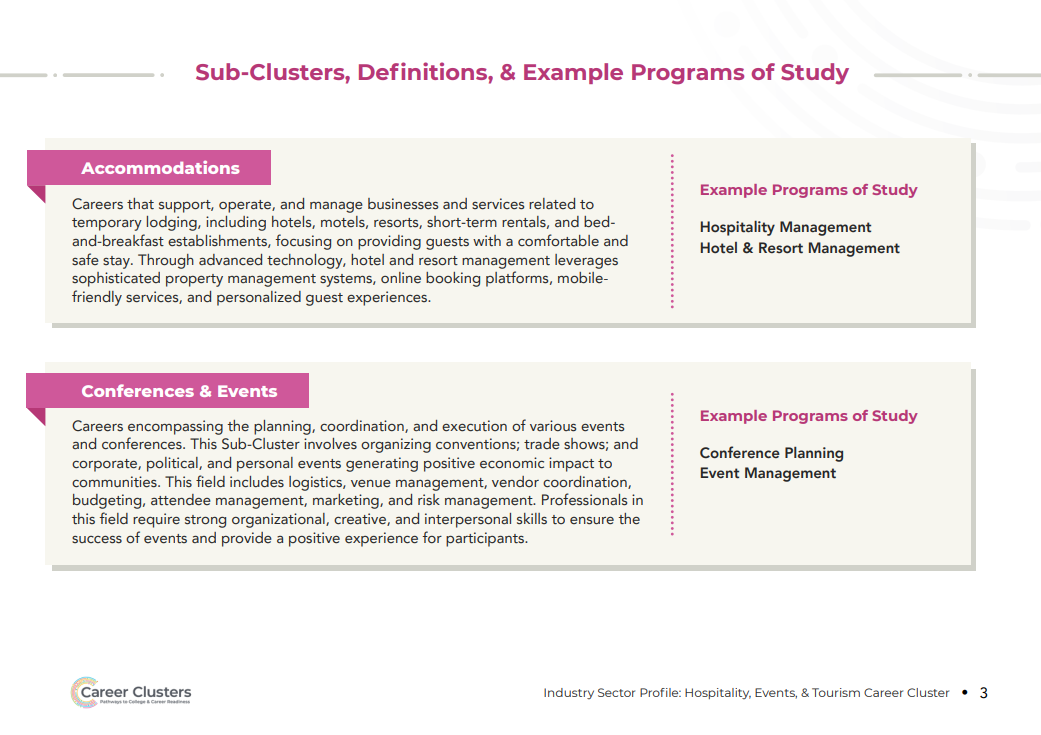 Sub-Clusters, Definitions, & Example Programs of Study
Accommodations
Careers that support, operate, and manage businesses and services related to
temporary lodging, including hotels, motels, resorts, short-term rentals, and bed-
and-breakfast establishments, focusing on providing guests with a comfortable and
safe stay. Through advanced technology, hotel and resort management leverages
sophisticated property management systems, online booking platforms, mobile-
friendly services, and personalized guest experiences.
Example Programs of Study
Hospitality Management
Hotel & Resort Management
Conferences & Events
Careers encompassing the planning, coordination, and execution of various events
and conferences. This Sub-Cluster involves organizing conventions; trade shows; and
corporate, political, and personal events generating positive economic impact to
communities. This field includes logistics, venue management, vendor coordination,
budgeting, attendee management, marketing, and risk management. Professionals in
this field require strong organizational, creative, and interpersonal skills to ensure the
success of events and provide a positive experience for participants.
Example Programs of Study
Conference Planning
Event Management
Career Clusters
Pathways to College & Career Readiness
Industry Sector Profile: Hospitality, Events, & Tourism Career Cluster • 3